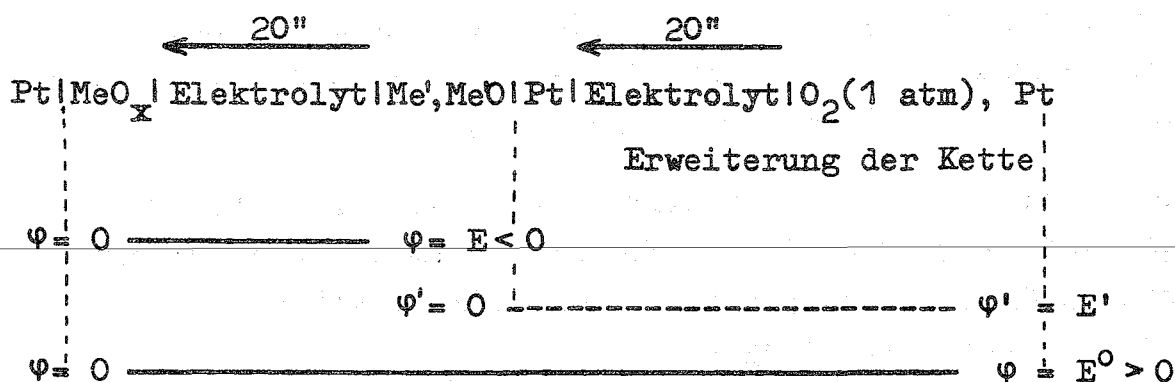 20" 20"
Pt|MeOx|Elektrolyt|Me',MeO|Pt|Elektrolyt|O2(1 atm), Pt
Erweiterung der Kette
φ= 0 φ= E < 0
φ'= 0 φ' = E'
φ= 0 φ = E° > 0